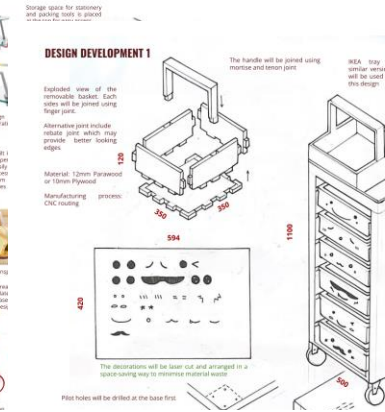 Storage space for stationery
and packing tools is placed
DESIGN DEVELOPMENT 1
The handle will be joined using
mortise and tenon joint
IKEA tray
similar
will be used
this design
Exploded view of the
removable basket. Each
sides will be joined using
finger joint.
Alternative joint include
rebate joint which may
provide better looking
edges
120
Material: 12mm Parawood
or 10mm Plywood
Manufacturing process:
CNC routing
350
350
594
1100
420
The decorations will be laser cut and arranged in a
space-saving way to minimise material waste
500
Pilot holes will be drilled at the base first